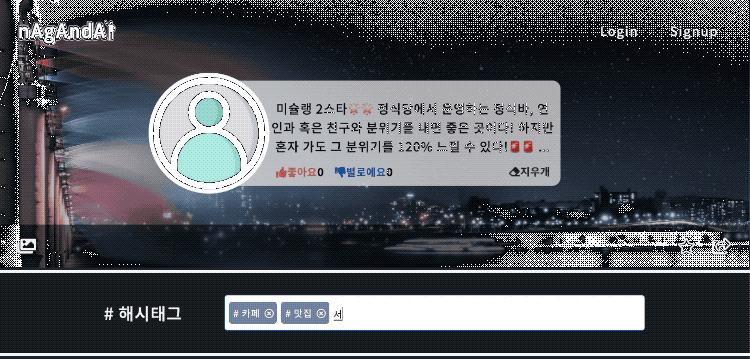 nAgAndAi
Login Signup
미슐랭 2스타 정식당에서 운영하는 정식바, 연
인과 혹은 친구와 분위기를 내면 좋은 곳이다! 하지만
혼자 가도 그 분위기를 120% 느낄 수 있다! ...
좋아요0 별로에요0 지우개
# 해시태그
# 카페 # 맛집 서